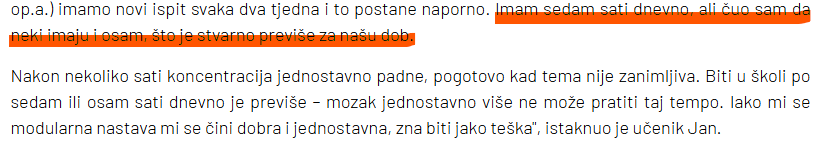 op.a.) imamo novi ispit svaka dva tjedna i to postane naporno. Imam sedam sati dnevno, ali čuo sam da
neki imaju i osam, što je stvarno previše za našu dob.
Nakon nekoliko sati koncentracija jednostavno padne, pogotovo kad tema nije zanimljiva. Biti u školi po
sedam ili osam sati dnevno je previše – mozak jednostavno više ne može pratiti taj tempo. Iako mi se
modularna nastava mi se čini dobra i jednostavna, zna biti jako teška", istaknuo je učenik Jan.